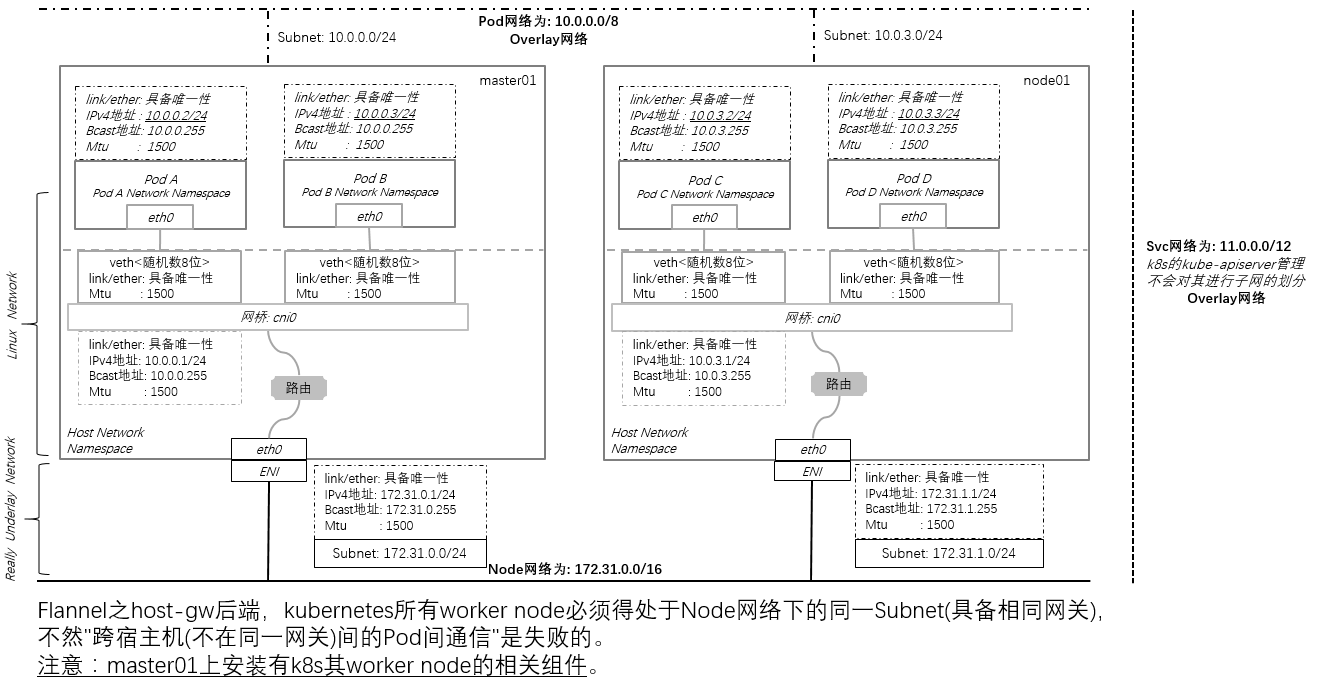 Pod网络为: 10.0.0.0/8
Overlay网络
Subnet: 10.0.0.0/24
Subnet: 10.0.3.0/24
master01
link/ether: 具备唯一性
IPv4地址 : 10.0.0.2/24
Bcast地址: 10.0.0.255
Mtu : 1500
link/ether: 具备唯一性
IPv4地址 : 10.0.0.3/24
Bcast地址: 10.0.0.255
Mtu : 1500
Pod A
Pod A Network Namespace
eth0
Pod B
Pod B Network Namespace
eth0
veth<随机数8位>
link/ether: 具备唯一性
Mtu : 1500
veth<随机数8位>
link/ether: 具备唯一性
Mtu : 1500
网桥: cni0
link/ether: 具备唯一性
IPv4地址: 10.0.0.1/24
Bcast地址: 10.0.0.255
Mtu : 1500
路由
Host Network
Namespace
eth0
ENI
link/ether: 具备唯一性
IPv4地址: 172.31.0.1/24
Bcast地址: 172.31.0.255
Mtu : 1500
Subnet: 172.31.0.0/24
node01
link/ether: 具备唯一性
IPv4地址 : 10.0.3.2/24
Bcast地址: 10.0.3.255
Mtu : 1500
link/ether: 具备唯一性
IPv4地址 : 10.0.3.3/24
Bcast地址: 10.0.3.255
Mtu : 1500
Pod C
Pod C Network Namespace
eth0
Pod D
Pod D Network Namespace
eth0
veth<随机数8位>
link/ether: 具备唯一性
Mtu : 1500
veth<随机数8位>
link/ether: 具备唯一性
Mtu : 1500
网桥: cni0
link/ether: 具备唯一性
IPv4地址: 10.0.3.1/24
Bcast地址: 10.0.3.255
Mtu : 1500
路由
Host Network
Namespace
eth0
ENI
link/ether: 具备唯一性
IPv4地址: 172.31.1.1/24
Bcast地址: 172.31.1.255
Mtu : 1500
Subnet: 172.31.1.0/24
Node网络为: 172.31.0.0/16
Linux Network
Really Underlay Network
Svc网络为: 11.0.0.0/12
k8s的kube-apiserver管理
不会对其进行子网的划分
Overlay网络
Flannel之host-gw后端，kubernetes所有worker node必须得处于Node网络下的同一Subnet(具备相同网关),
不然"跨宿主机(不在同一网关)间的Pod间通信"是失败的。
注意：master01上安装有k8s其worker node的相关组件。